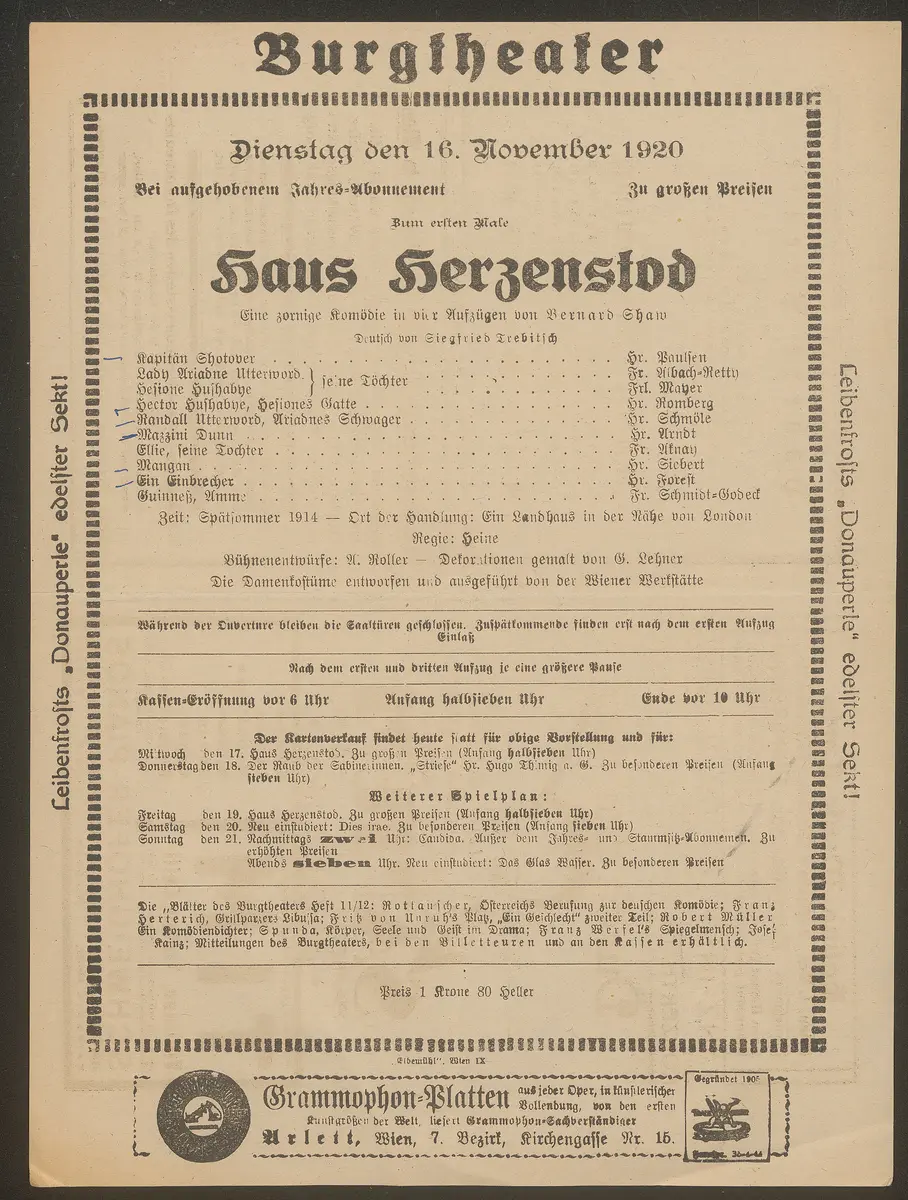 Burgtheater
Dienstag den 16. November 1920
Bei aufgehobenem Jahres-Abonnement Zu großen Preisen
Zum ersten Male
Haus Herzenstod
Eine zornige Komödie in vier Aufzügen von Bernard Shaw
Deutsch von Siegfried Trebitsch
Kapitän Shotover . . . Hr. Paulsen
Lady Ariadne Utterword } seine Töchter . . . Fr. Albach-Retty
Hesione Hushabye } Frl. Mayer
Hector Hushabye, Hesiones Gatte . . . Hr. Romberg
Randall Utterword, Ariadnes Schwager . . . Hr. Schmöle
Mazzini Dunn . . . Hr. Arndt
Ellie, seine Tochter . . . Fr. Aknay
Mangan . . . Hr. Siebert
Ein Einbrecher . . . Hr. Forest
Guinneß, Amme . . . Fr. Schmidt-Godeck
Zeit: Spätsommer 1914 — Ort der Handlung: Ein Landhaus in der Nähe von London
Regie: Heine
Bühnenentwürfe: A. Roller — Dekorationen gemalt von G. Lehner
Die Damenkostüme entworfen und ausgeführt von der Wiener Werkstätte
Während der Ouverture bleiben die Saaltüren geschlossen. Zuspätkommende finden erst nach dem ersten Aufzug
Einlaß
Nach dem ersten und dritten Aufzug je eine größere Pause
Kassen-Eröffnung vor 6 Uhr Anfang halbsieben Uhr Ende vor 10 Uhr
Der Kartenverkauf findet heute statt für obige Vorstellung und für:
Mittwoch den 17. Haus Herzenstod. Zu großen Preisen (Anfang halbsieben Uhr)
Donnerstag den 18. Der Raub der Sabinerinnen. „Striese“ Hr. Hugo Thimig a. G. Zu besonderen Preisen (Anfang
sieben Uhr)
Weiterer Spielplan:
Freitag den 19. Haus Herzenstod. Zu großen Preisen (Anfang halbsieben Uhr)
Samstag den 20. Neu einstudiert: Dies irae. Zu besonderen Preisen (Anfang sieben Uhr)
Sonntag den 21. Nachmittags zwei Uhr: Candida. Außer dem Jahres- und Stammsitz-Abonnement. Zu
erhöhten Preisen
Abends sieben Uhr. Neu einstudiert: Das Glas Wasser. Zu besonderen Preisen
Die „Blätter des Burgtheaters Heft 11/12: Rottauscher, Österreichs Berufung zur deutschen Komödie; Franz
Herterich, Grillparzers Libussa; Fritz von Unruh's Platz, „Ein Geschlecht“ zweiter Teil; Robert Müller
Ein Komödiendichter; Spunda, Körper, Seele und Geist im Drama; Franz Werfel's Spiegelmensch; Josef
Kainz; Mitteilungen des Burgtheaters, bei den Billetteuren und an den Kassen erhältlich.
Preis 1 Krone 80 Heller
Leibenfrosts „Donauperle“ edelster Sekt!
Leibenfrosts „Donauperle“ edelster Sekt!
„Elbemühl“, Wien IX
Grammophon-Platten aus jeder Oper, in künstlerischer
Vollendung, von den ersten
Kunstgrößen der Welt, liefert Grammophon-Sachverständiger
Arlett, Wien, 7. Bezirk, Kirchengasse Nr. 15.
Gegründet 1905